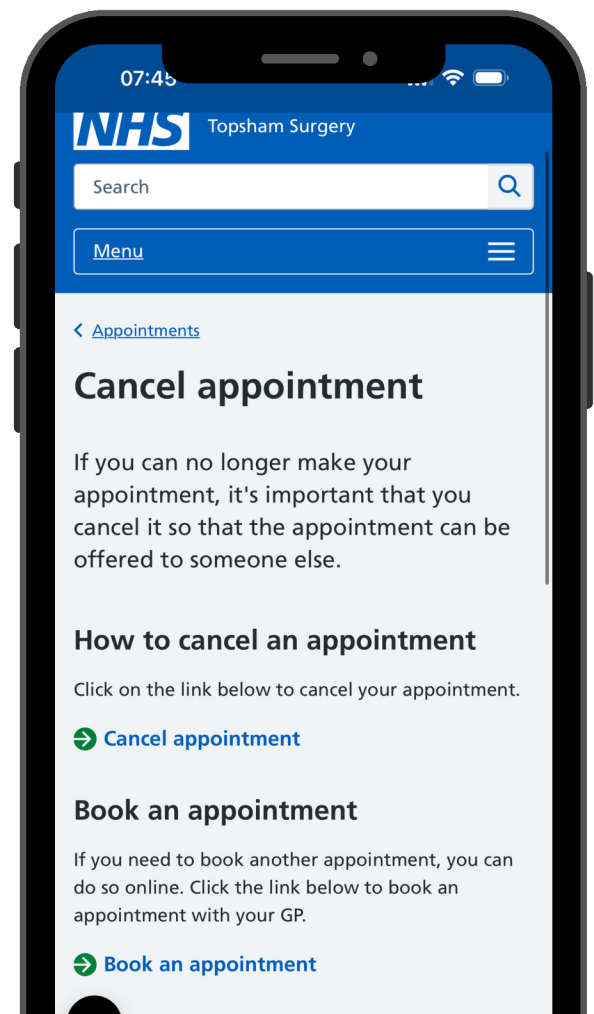 07:45
NHS
Topsham Surgery
Search
Menu
Appointments
Cancel appointment
If you can no longer make your
appointment, it's important that you
cancel it so that the appointment can be
offered to someone else.
How to cancel an appointment
Click on the link below to cancel your appointment.
Cancel appointment
Book an appointment
If you need to book another appointment, you can
do so online. Click the link below to book an
appointment with your GP.
Book an appointment